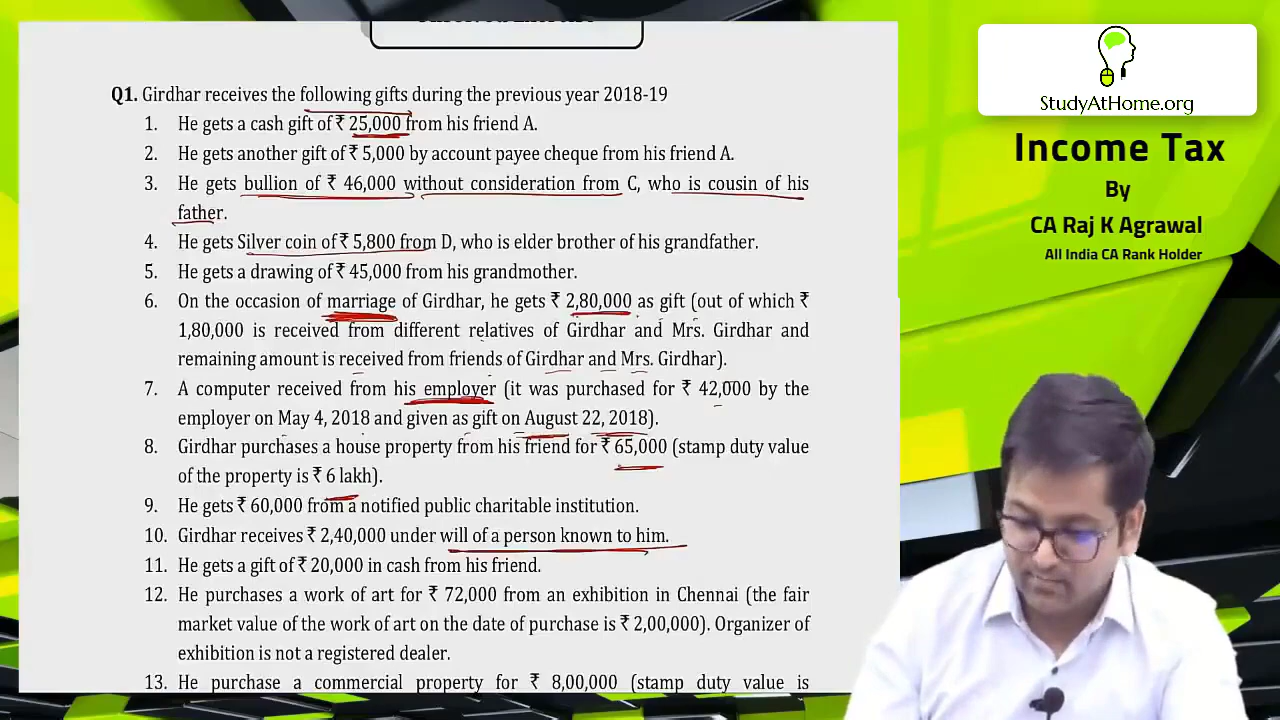 Q1. Girdhar receives the following gifts during the previous year 2018-19
1. He gets a cash gift of ₹ 25,000 from his friend A.
2. He gets another gift of ₹ 5,000 by account payee cheque from his friend A.
3. He gets bullion of ₹ 46,000 without consideration from C, who is cousin of his
father.
4. He gets Silver coin of ₹ 5,800 from D, who is elder brother of his grandfather.
5. He gets a drawing of ₹ 45,000 from his grandmother.
6. On the occasion of marriage of Girdhar, he gets ₹ 2,80,000 as gift (out of which ₹
1,80,000 is received from different relatives of Girdhar and Mrs. Girdhar and
remaining amount is received from friends of Girdhar and Mrs. Girdhar).
7. A computer received from his employer (it was purchased for ₹ 42,000 by the
employer on May 4, 2018 and given as gift on August 22, 2018).
8. Girdhar purchases a house property from his friend for ₹ 65,000 (stamp duty value
of the property is ₹ 6 lakh).
9. He gets ₹ 60,000 from a notified public charitable institution.
10. Girdhar receives ₹ 2,40,000 under will of a person known to him.
11. He gets a gift of ₹ 20,000 in cash from his friend.
12. He purchases a work of art for ₹ 72,000 from an exhibition in Chennai (the fair
market value of the work of art on the date of purchase is ₹ 2,00,000). Organizer of
exhibition is not a registered dealer.
13. He purchase a commercial property for ₹ 8,00,000 (stamp duty value is
StudyAtHome.org
Income Tax
By
CA Raj K Agrawal
All India CA Rank Holder